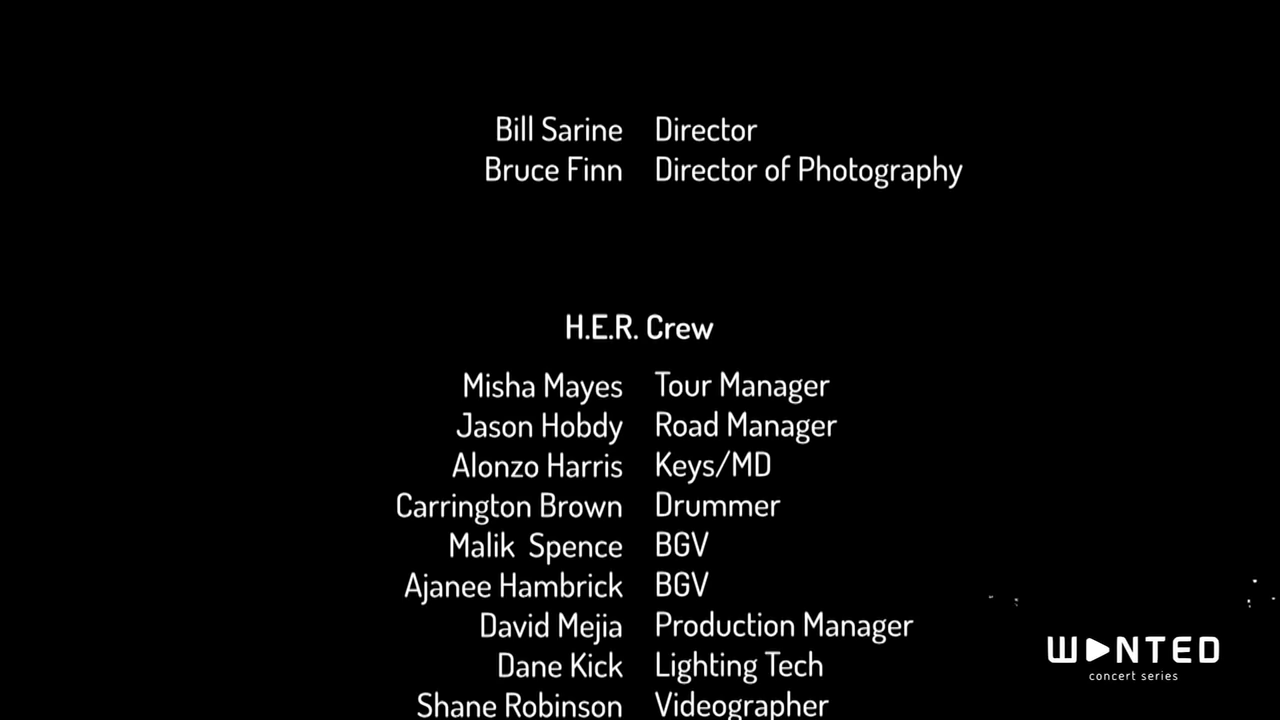 Bill Sarine Director
Bruce Finn Director of Photography
H.E.R. Crew
Misha Mayes Tour Manager
Jason Hobdy Road Manager
Alonzo Harris Keys/MD
Carrington Brown Drummer
Malik Spence BGV
Ajanee Hambrick BGV
David Mejia Production Manager
Dane Kick Lighting Tech
Shane Robinson Videographer
WANTED
concert series